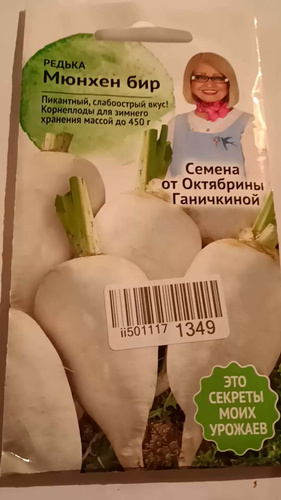 РЕДЬКА
Мюнхен бир
Пикантный, слабоострый вкус!
Корнеплоды для зимнего
хранения массой до 450 г
Семена
от Октябрины
Ганичкиной
ii501117 1349
ЭТО
СЕКРЕТЫ
МОИХ
УРОЖАЕВ